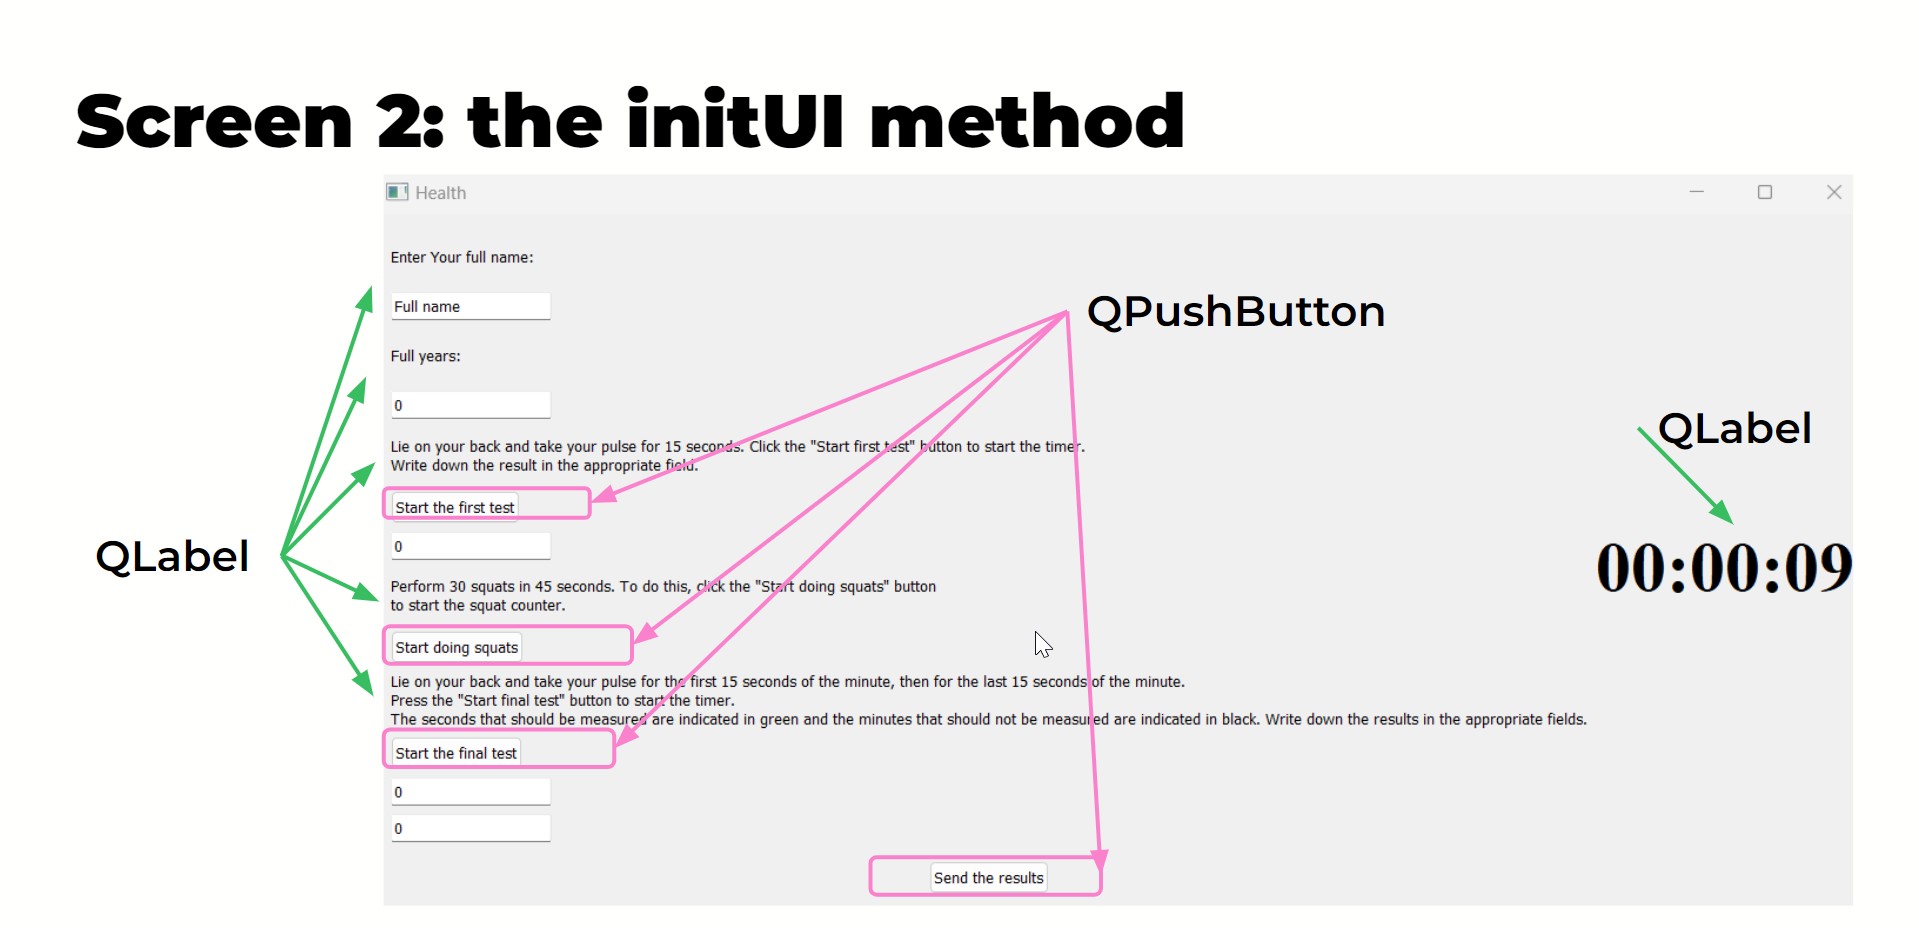 Screen 2: the initUI method
Health
Enter Your full name:
Full name
QPushButton
Full years:
0
QLabel
Lie on your back and take your pulse for 15 seconds. Click the "Start first test" button to start the timer.
Write down the result in the appropriate field.
Start the first test
0
QLabel
00:00:09
Perform 30 squats in 45 seconds. To do this, click the "Start doing squats" button
to start the squat counter.
Start doing squats
Lie on your back and take your pulse for the first 15 seconds of the minute, then for the last 15 seconds of the minute.
Press the "Start final test" button to start the timer.
The seconds that should be measured are indicated in green and the minutes that should not be measured are indicated in black. Write down the results in the appropriate fields.
Start the final test
0
0
Send the results